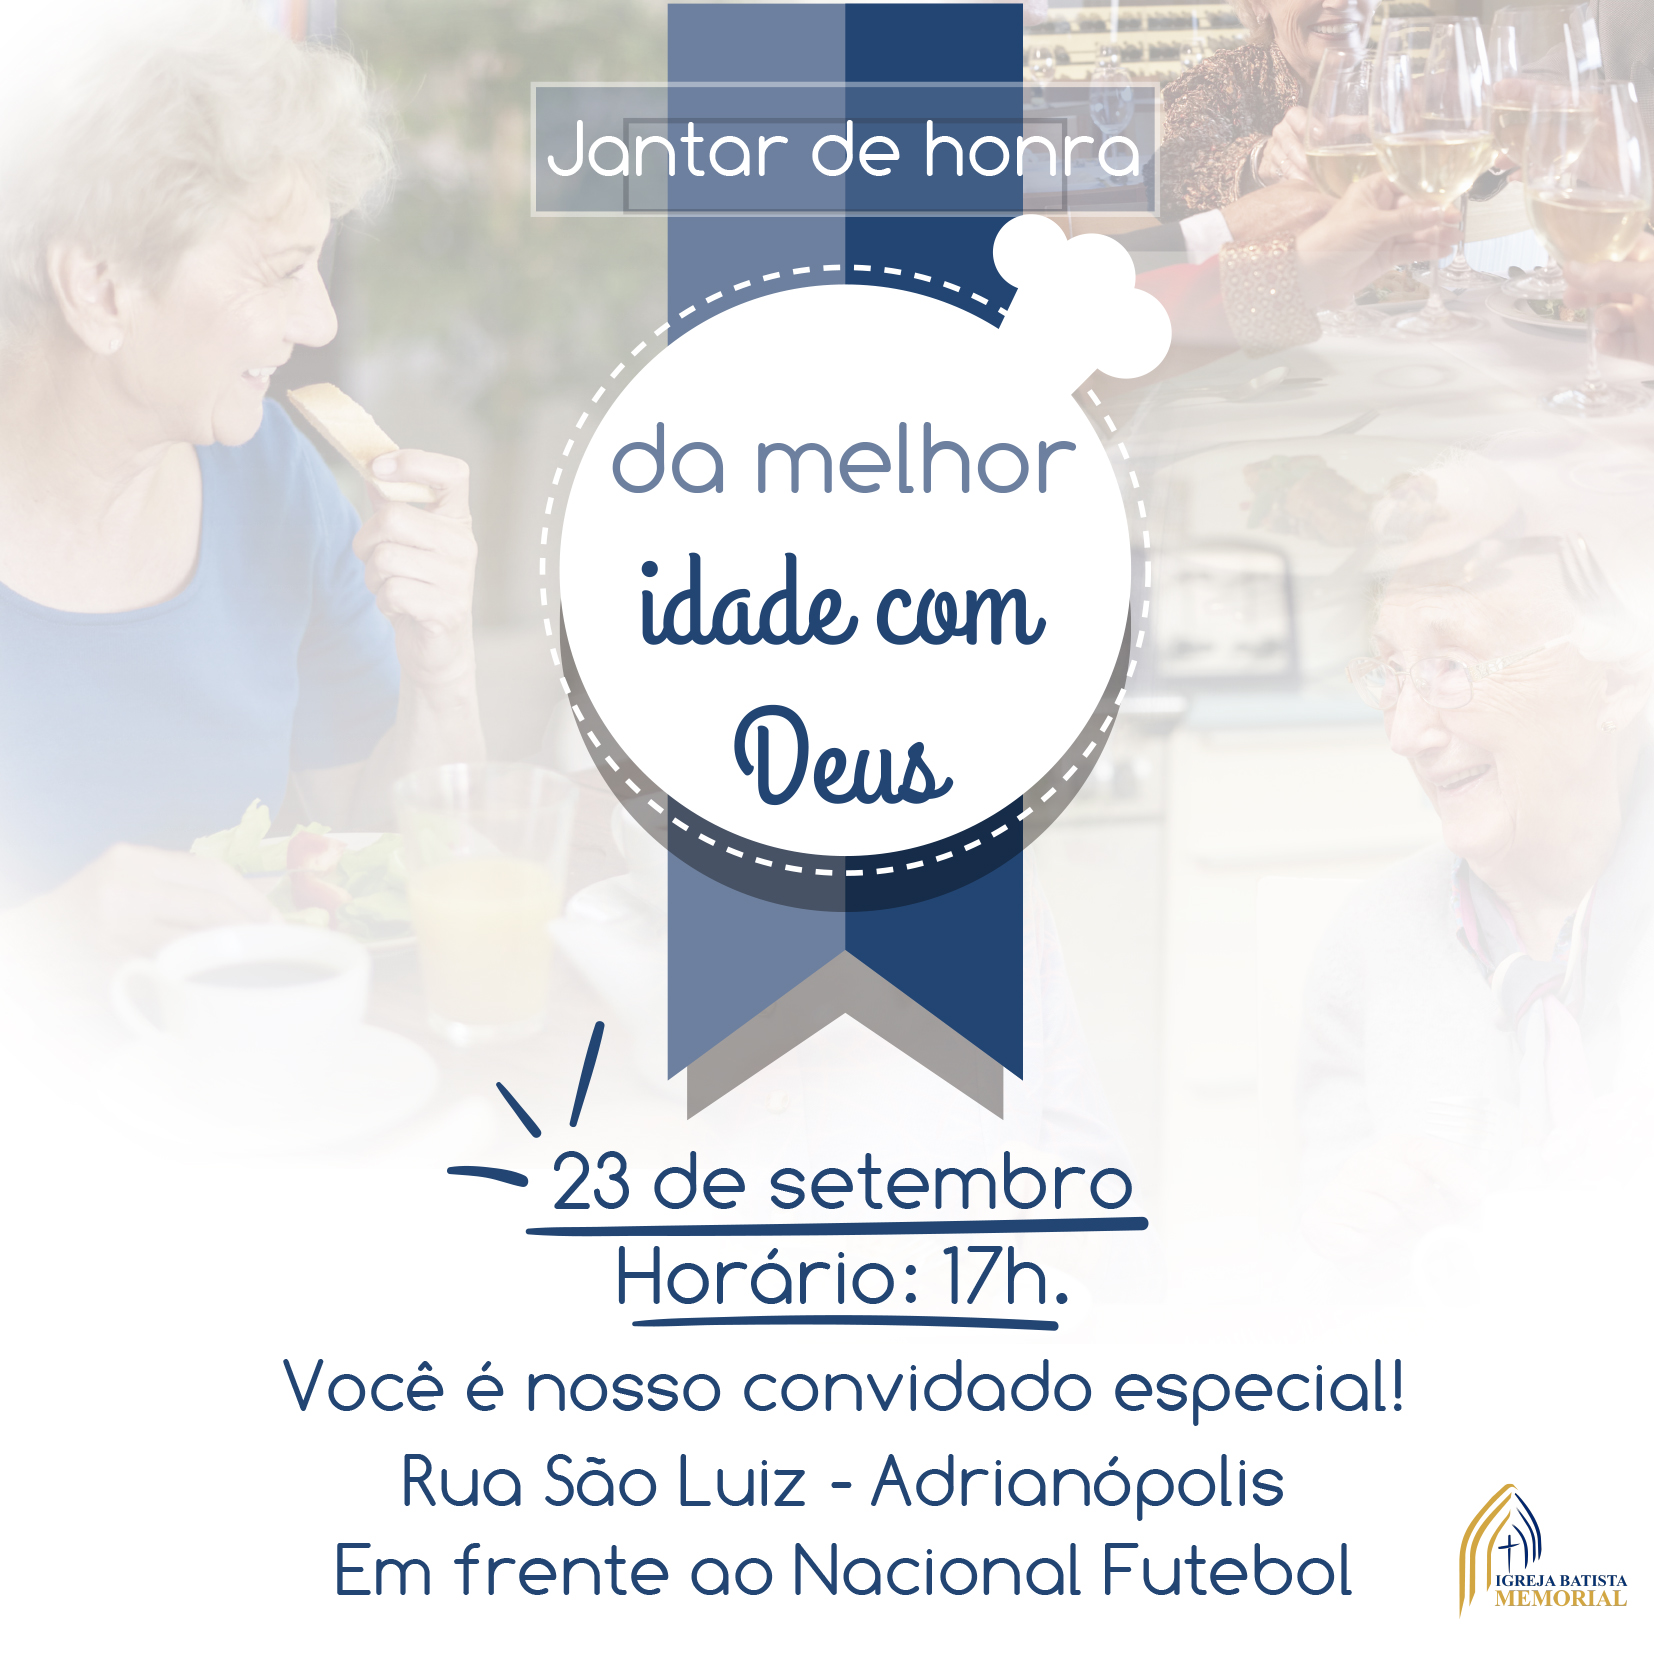 Jantar de honra
da melhor
idade com
Deus
23 de setembro
Horário: 17h.
Você é nosso convidado especial!
Rua São Luiz - Adrianópolis
Em frente ao Nacional Futebol
IGREJA BATISTA
MEMORIAL